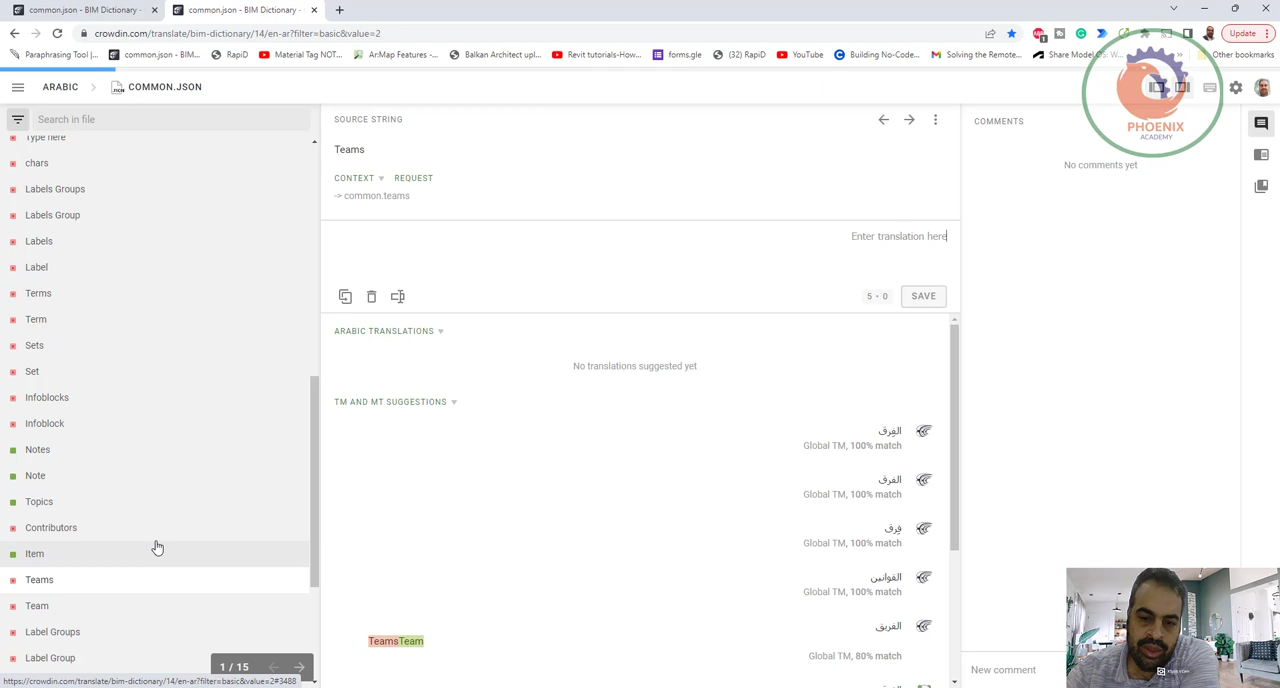 common.json - BIM Dictionary -
common.json - BIM Dictionary -
crowdin.com/translate/bim-dictionary/14/en-ar?filter=basic&value=2
Update
Paraphrasing Tool |...
common.json - BIM...
RapiD
Material Tag NOT...
ArMap Features -...
Balkan Architect upl...
Revit tutorials-How...
forms.gle
(32) RapiD
YouTube
Building No-Code...
Solving the Remote...
Share Model
Other bookmarks
ARABIC
COMMON.JSON
PHOENIX
ACADEMY
Search in file
Type here
chars
Labels Groups
Labels Group
Labels
Label
Terms
Term
Sets
Set
Infoblocks
Infoblock
Notes
Note
Topics
Contributors
Item
Teams
Team
Label Groups
Label Group
1 / 15
https://crowdin.com/translate/bim-dictionary/14/en-ar?filter=basic&value=2#3488
SOURCE STRING
Teams
CONTEXT
REQUEST
-> common.teams
Enter translation here
5 • 0
SAVE
ARABIC TRANSLATIONS
No translations suggested yet
TM AND MT SUGGESTIONS
الفِرق
Global TM, 100% match
الفرق
Global TM, 100% match
فِرق
Global TM, 100% match
القوانين
Global TM, 100% match
الفريق
TeamsTeam
Global TM, 80% match
COMMENTS
No comments yet
New comment